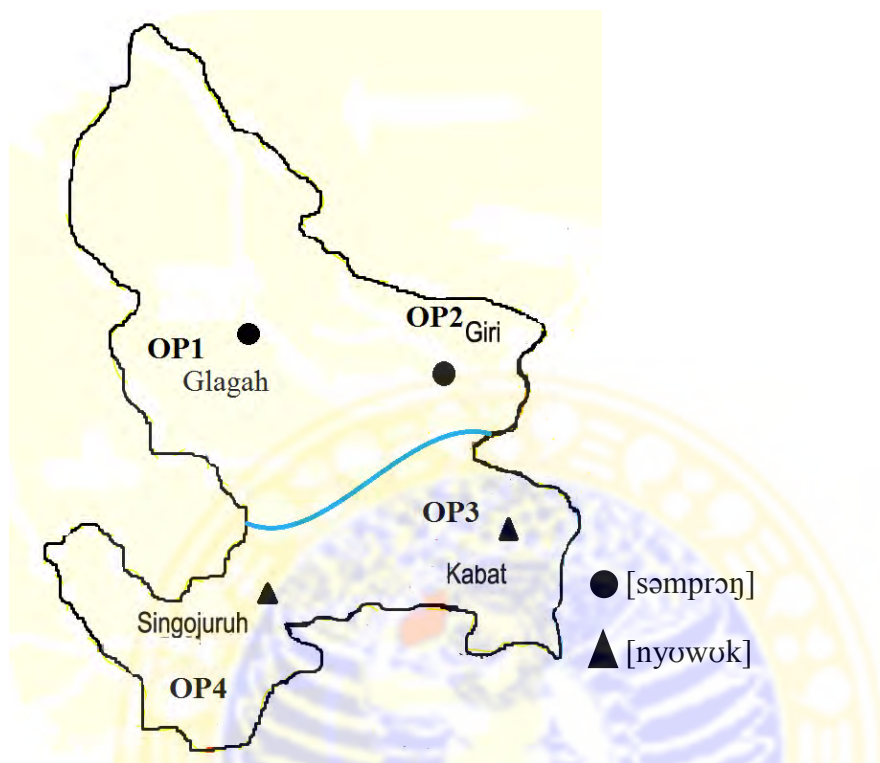 OP2 Giri
OP1
Glagah
OP3
Kabat
Singojuruh
OP4
[səmprɔŋ]
[nyʊwʊk]